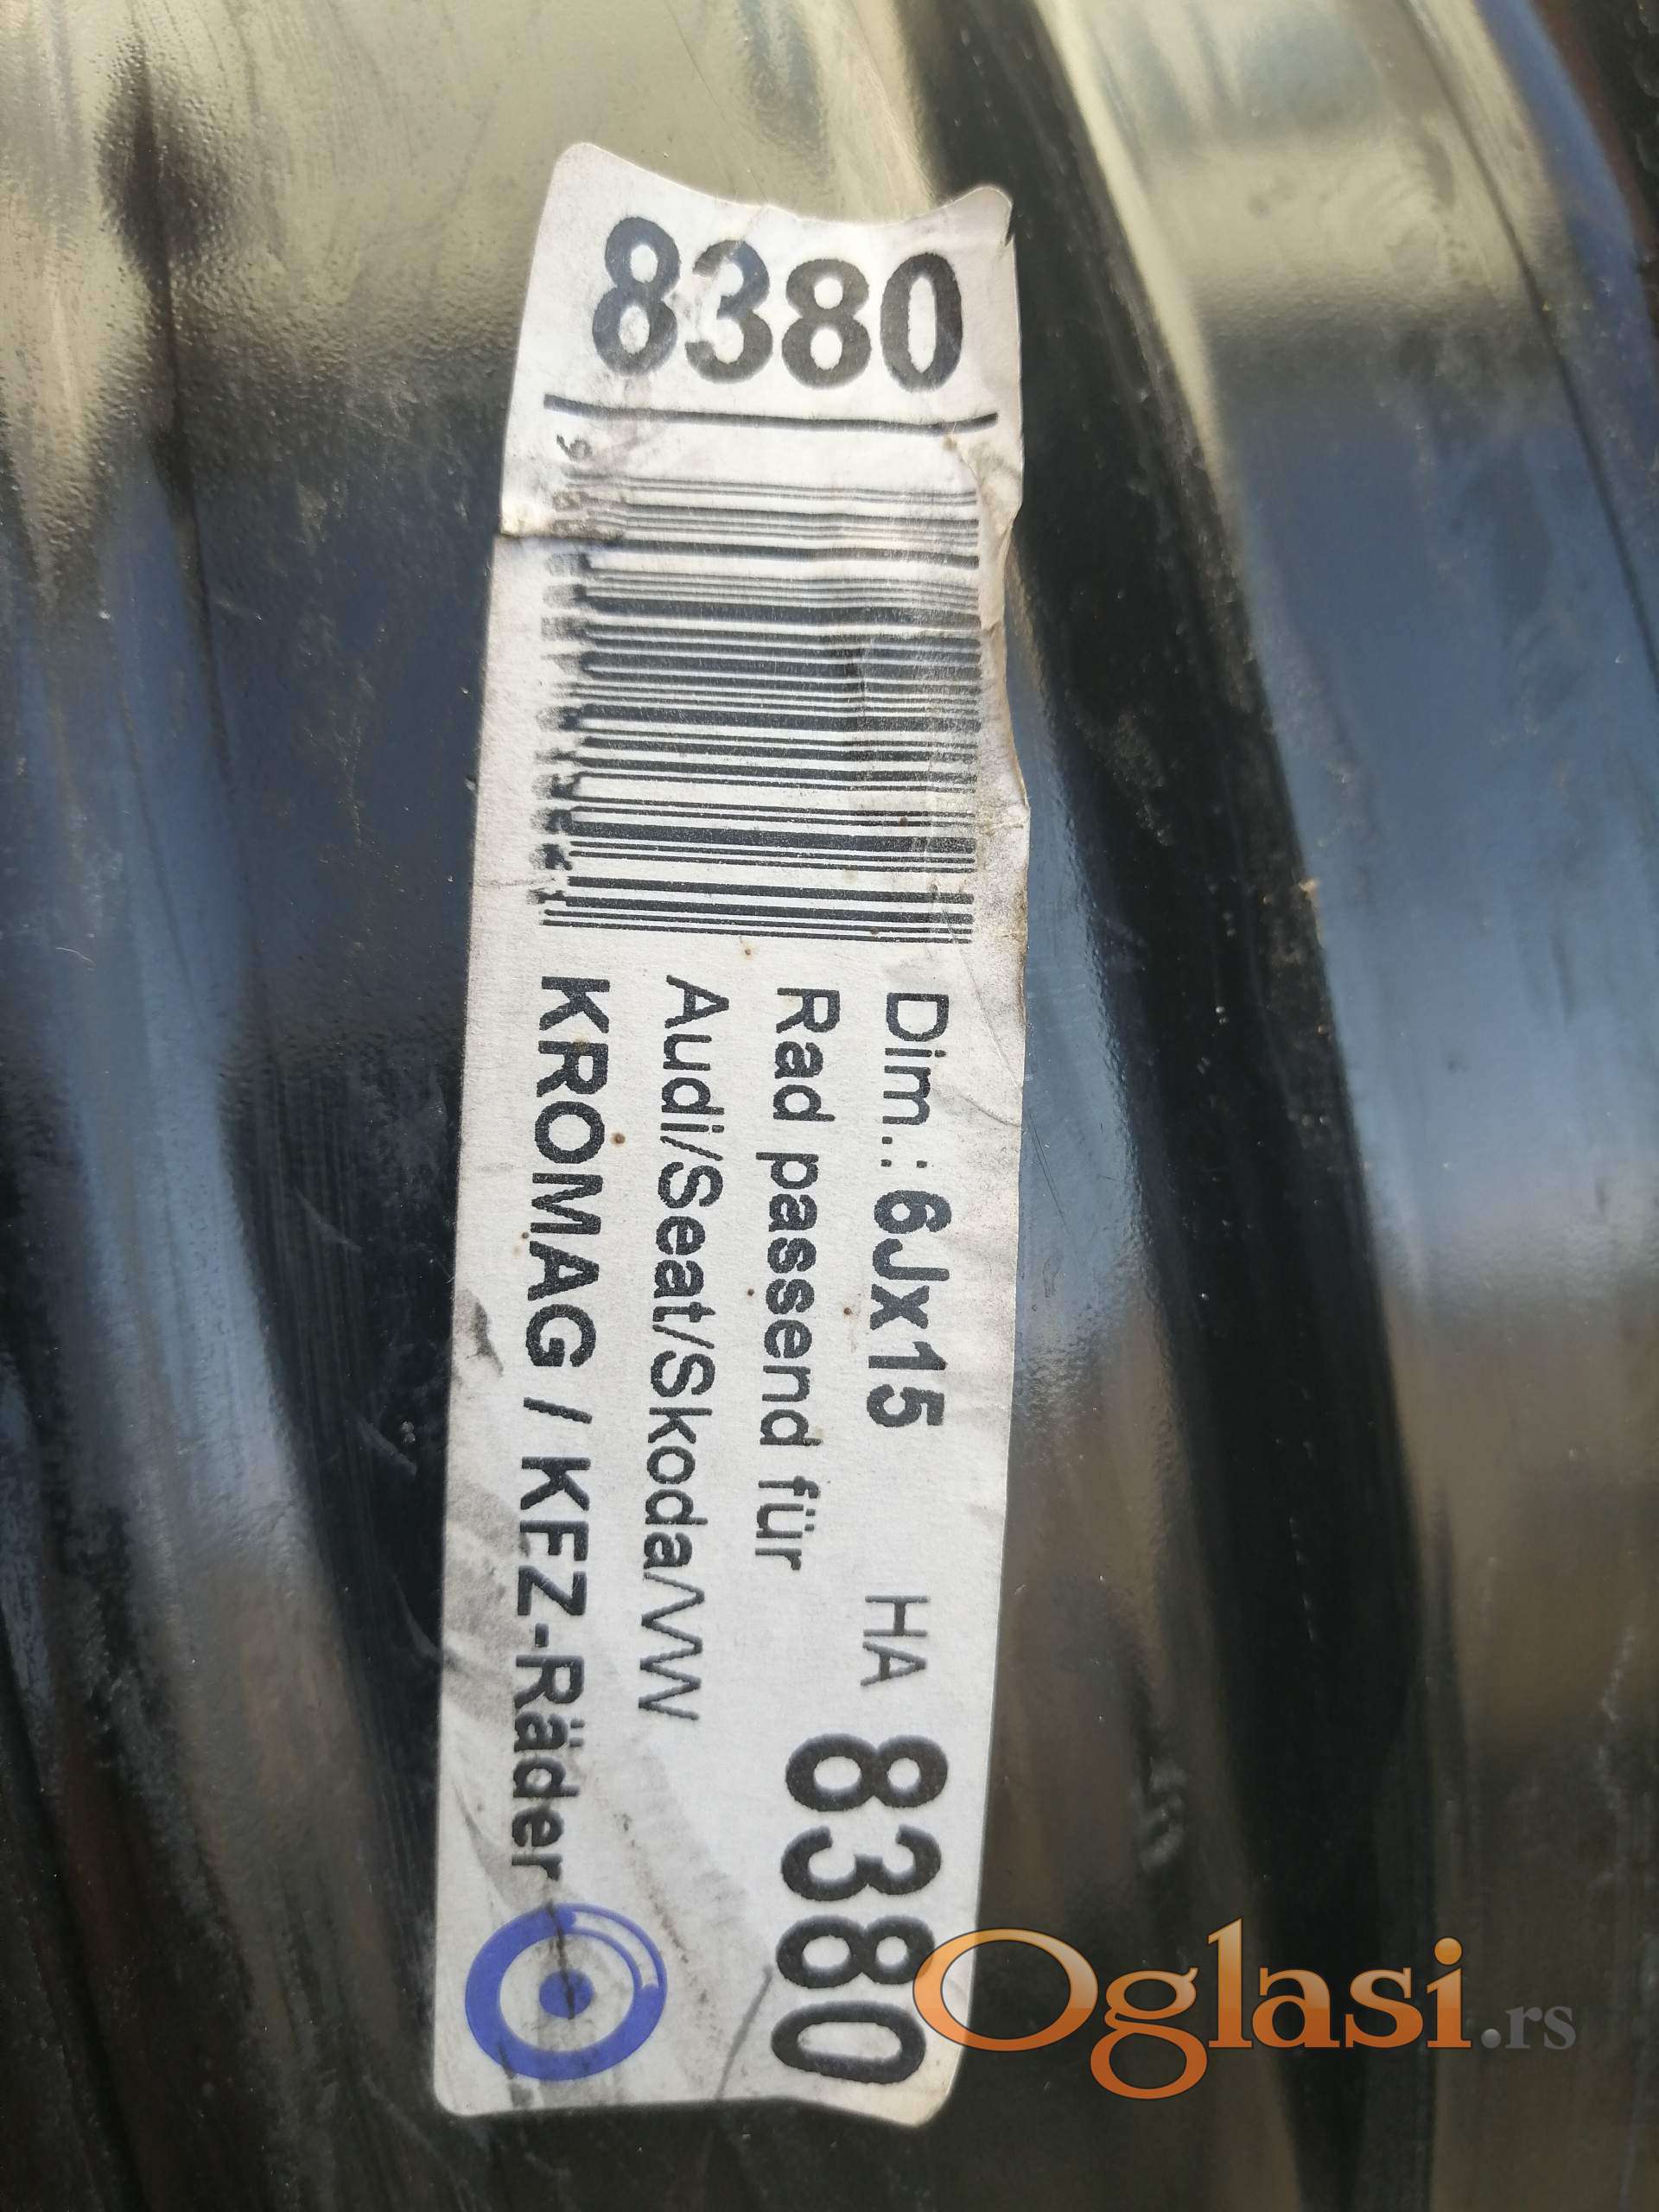 8380
Dim.: 6Jx15 HA 8380
Rad passend für
Audi/Seat/Skoda/VW
KROMAG / KFZ-Räder
Oglasi.rs